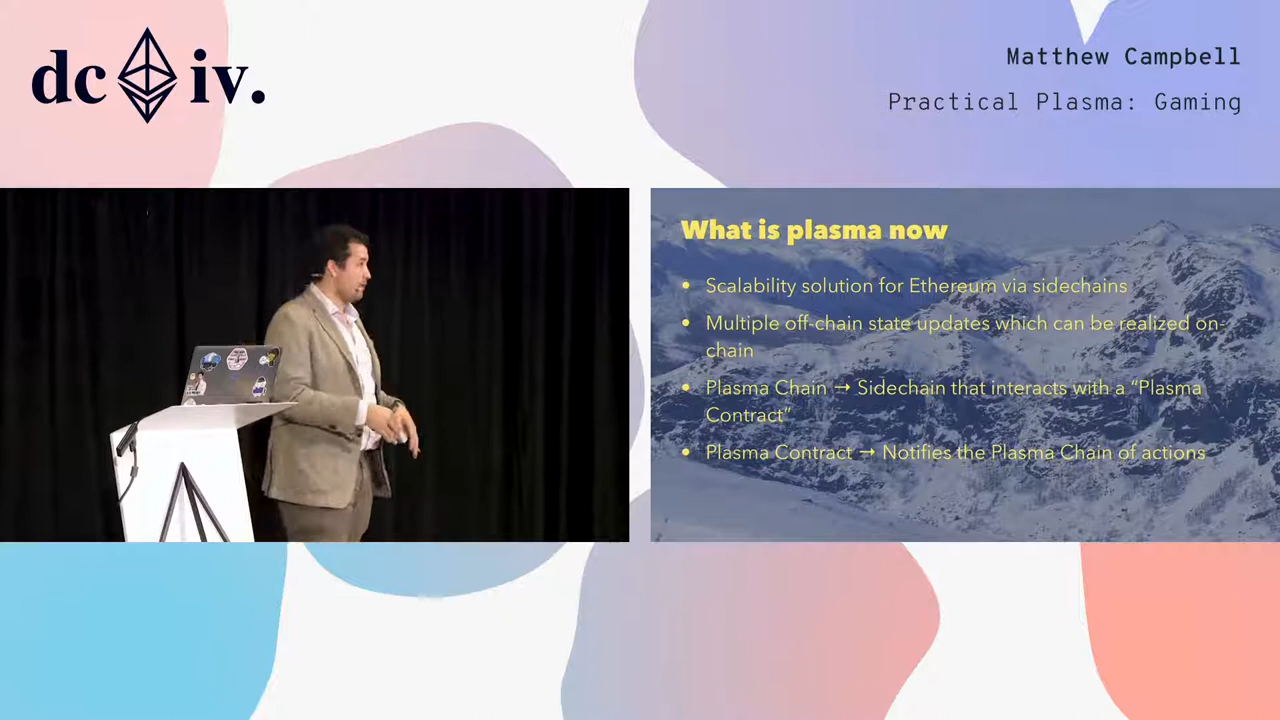 dc iv.
Matthew Campbell
Practical Plasma: Gaming
What is plasma now
• Scalability solution for Ethereum via sidechains
• Multiple off-chain state updates which can be realized on-
chain
• Plasma Chain → Sidechain that interacts with a “Plasma
Contract”
• Plasma Contract → Notifies the Plasma Chain of actions